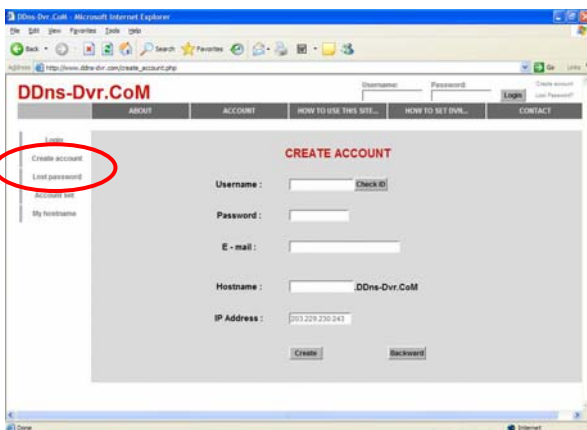 DDns-Dvr.CoM - Microsoft Internet Explorer
File Edit View Favorites Tools Help
Back Search Favorites
Address http://www.ddns-dvr.com/create_account.php Go Links
DDns-Dvr.CoM
Username: Password: Create account
Login Lost Password?
ABOUT ACCOUNT HOW TO USE THIS SITE... HOW TO SET DVR... CONTACT
Login
Create account
Lost password
Account set
My hostname
CREATE ACCOUNT
Username : Check ID
Password :
E - mail :
Hostname : .DDns-Dvr.CoM
IP Address : 203.229.230.243
Create Backward
Done Internet